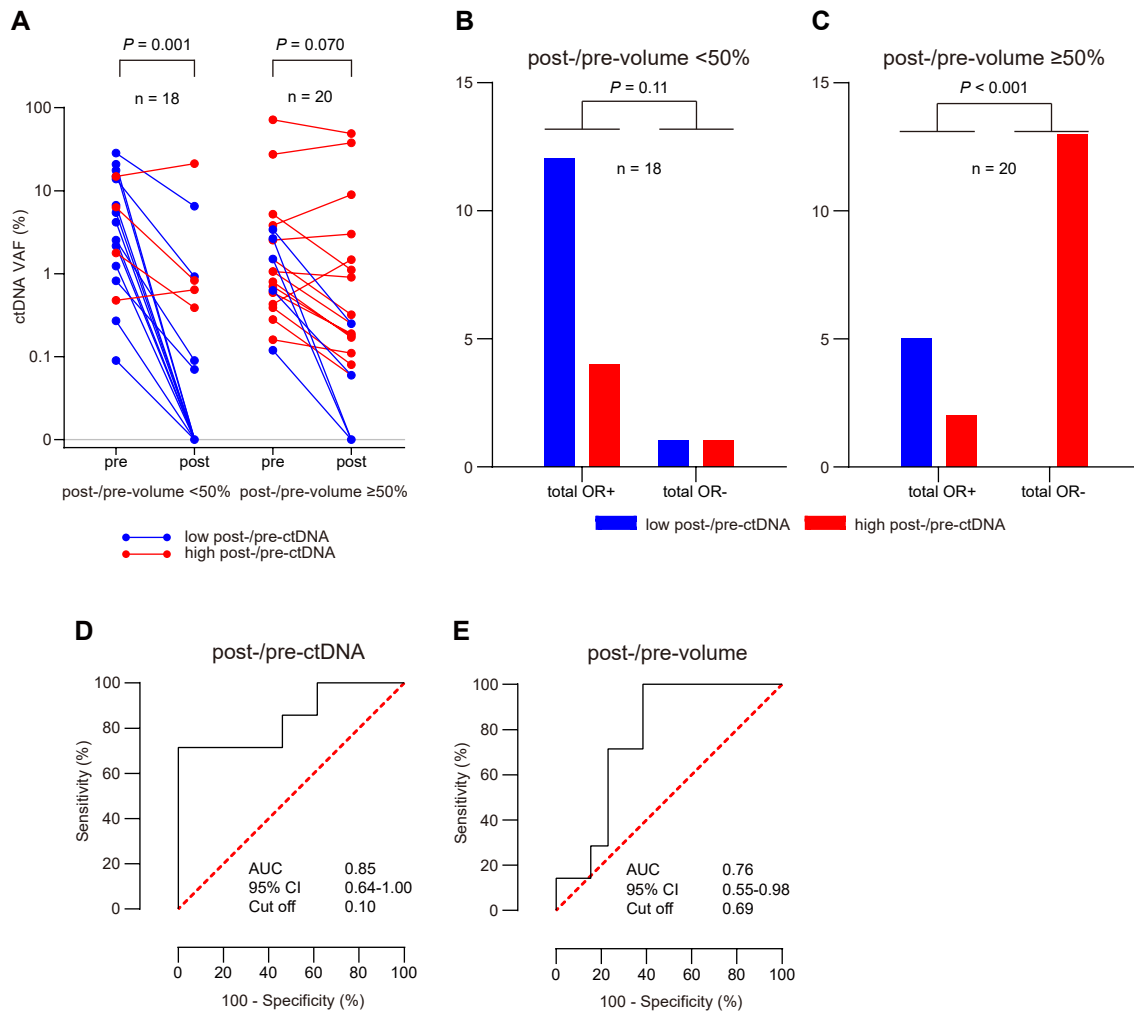 A
P = 0.001
P = 0.070
n = 18
n = 20
100
10
1
0.1
0
ctDNA VAF (%)
pre
post
pre
post
post-/pre-volume <50%
post-/pre-volume ≥50%
low post-/pre-ctDNA
high post-/pre-ctDNA
B
post-/pre-volume <50%
P = 0.11
n = 18
15
10
5
0
total OR+
total OR-
C
post-/pre-volume ≥50%
P < 0.001
n = 20
15
10
5
0
total OR+
total OR-
low post-/pre-ctDNA
high post-/pre-ctDNA
D
post-/pre-ctDNA
100
80
60
40
20
0
Sensitivity (%)
AUC 0.85
95% CI 0.64-1.00
Cut off 0.10
0 20 40 60 80 100
100 - Specificity (%)
E
post-/pre-volume
100
80
60
40
20
0
Sensitivity (%)
AUC 0.76
95% CI 0.55-0.98
Cut off 0.69
0 20 40 60 80 100
100 - Specificity (%)